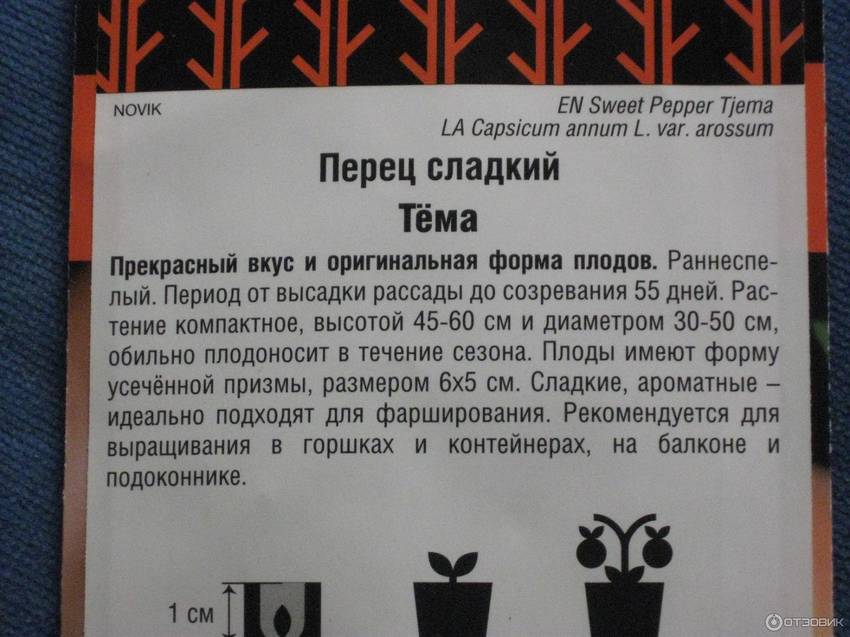 NOVIK
EN Sweet Pepper Tjema
LA Capsicum annum L. var. arossum
Перец сладкий
Тёма
Прекрасный вкус и оригинальная форма плодов. Раннеспе-
лый. Период от высадки рассады до созревания 55 дней. Рас-
тение компактное, высотой 45-60 см и диаметром 30-50 см,
обильно плодоносит в течение сезона. Плоды имеют форму
усечённой призмы, размером 6х5 см. Сладкие, ароматные –
идеально подходят для фарширования. Рекомендуется для
выращивания в горшках и контейнерах, на балконе и
подоконнике.
1 см
ОТЗОВИК